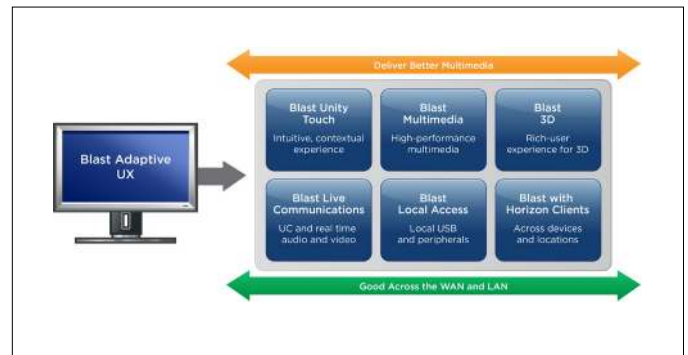 Deliver Better Multimedia
Blast Adaptive
UX
Blast Unity
Touch
Intuitive, contextual
experience
Blast
Multimedia
High-performance
multimedia
Blast
3D
Rich-user
experience for 3D
Blast Live
Communications
UC and real time
audio and video
Blast
Local Access
Local USB
and peripherals
Blast with
Horizon Clients
Across devices
and locations
Good Across the WAN and LAN